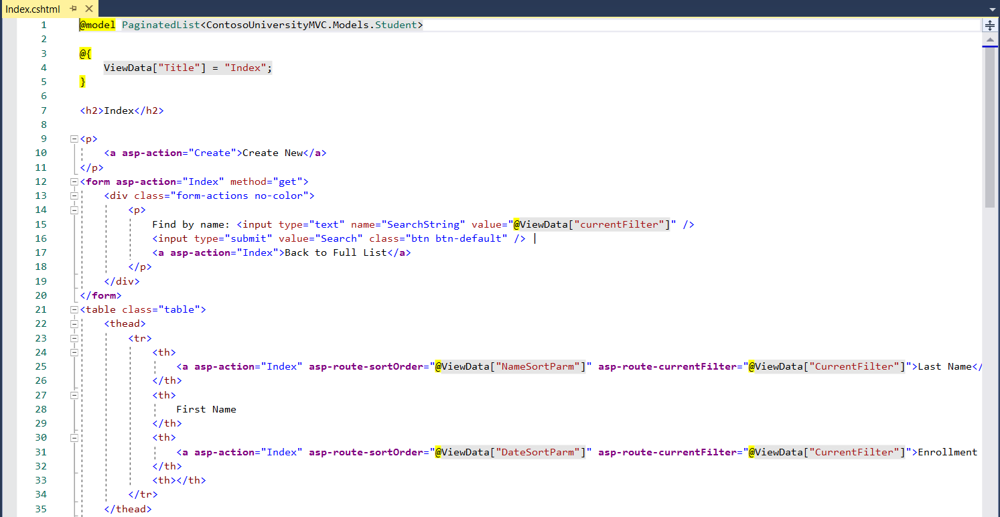 Index.cshtml
1 @model PaginatedList<ContosoUniversityMVC.Models.Student>
2
3 @{
4     ViewData["Title"] = "Index";
5 }
6
7 <h2>Index</h2>
8
9 <p>
10     <a asp-action="Create">Create New</a>
11 </p>
12 <form asp-action="Index" method="get">
13     <div class="form-actions no-color">
14         <p>
15             Find by name: <input type="text" name="SearchString" value="@ViewData["currentFilter"]" />
16             <input type="submit" value="Search" class="btn btn-default" /> |
17             <a asp-action="Index">Back to Full List</a>
18         </p>
19     </div>
20 </form>
21 <table class="table">
22     <thead>
23         <tr>
24             <th>
25                 <a asp-action="Index" asp-route-sortOrder="@ViewData["NameSortParm"]" asp-route-currentFilter="@ViewData["CurrentFilter"]">Last Name</
26             </th>
27             <th>
28                 First Name
29             </th>
30             <th>
31                 <a asp-action="Index" asp-route-sortOrder="@ViewData["DateSortParm"]" asp-route-currentFilter="@ViewData["CurrentFilter"]">Enrollment
32             </th>
33             <th></th>
34         </tr>
35     </thead>